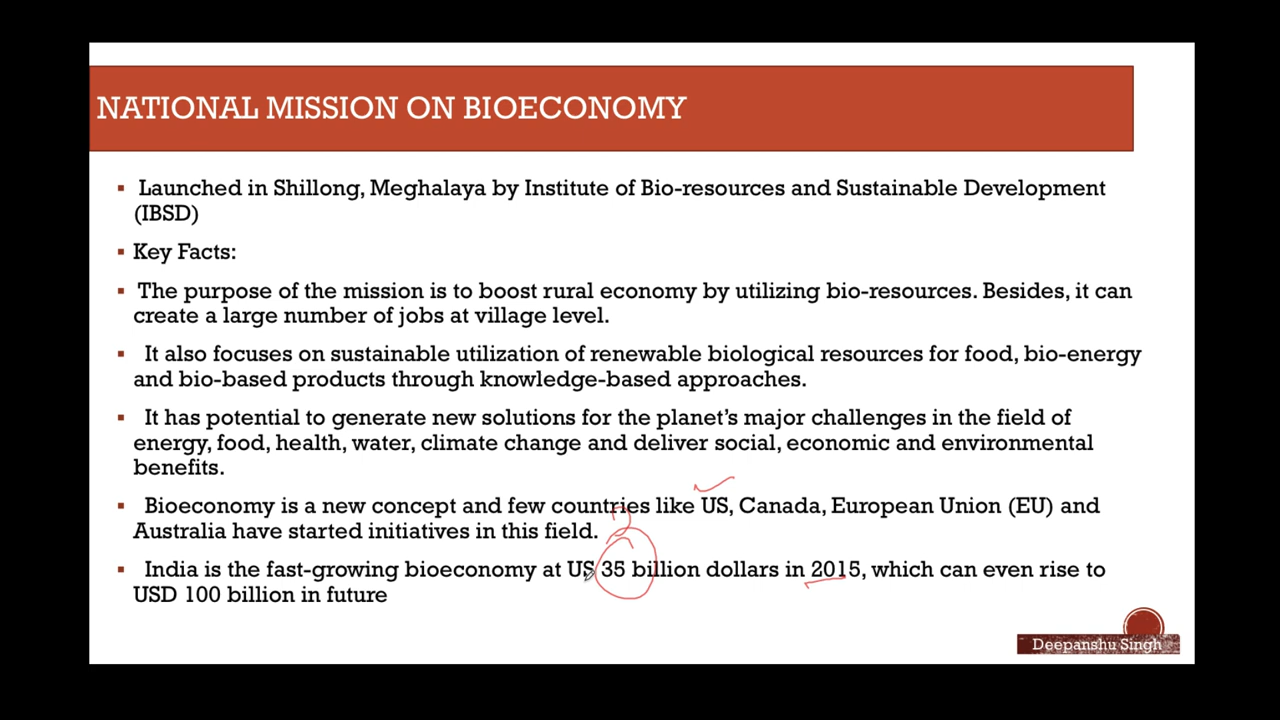 NATIONAL MISSION ON BIOECONOMY
▪ Launched in Shillong, Meghalaya by Institute of Bio-resources and Sustainable Development
(IBSD)
▪ Key Facts:
▪ The purpose of the mission is to boost rural economy by utilizing bio-resources. Besides, it can
create a large number of jobs at village level.
▪ It also focuses on sustainable utilization of renewable biological resources for food, bio-energy
and bio-based products through knowledge-based approaches.
▪ It has potential to generate new solutions for the planet's major challenges in the field of
energy, food, health, water, climate change and deliver social, economic and environmental
benefits.
▪ Bioeconomy is a new concept and few countries like US, Canada, European Union (EU) and
Australia have started initiatives in this field.
▪ India is the fast-growing bioeconomy at US 35 billion dollars in 2015, which can even rise to
USD 100 billion in future
Deepanshu Singh